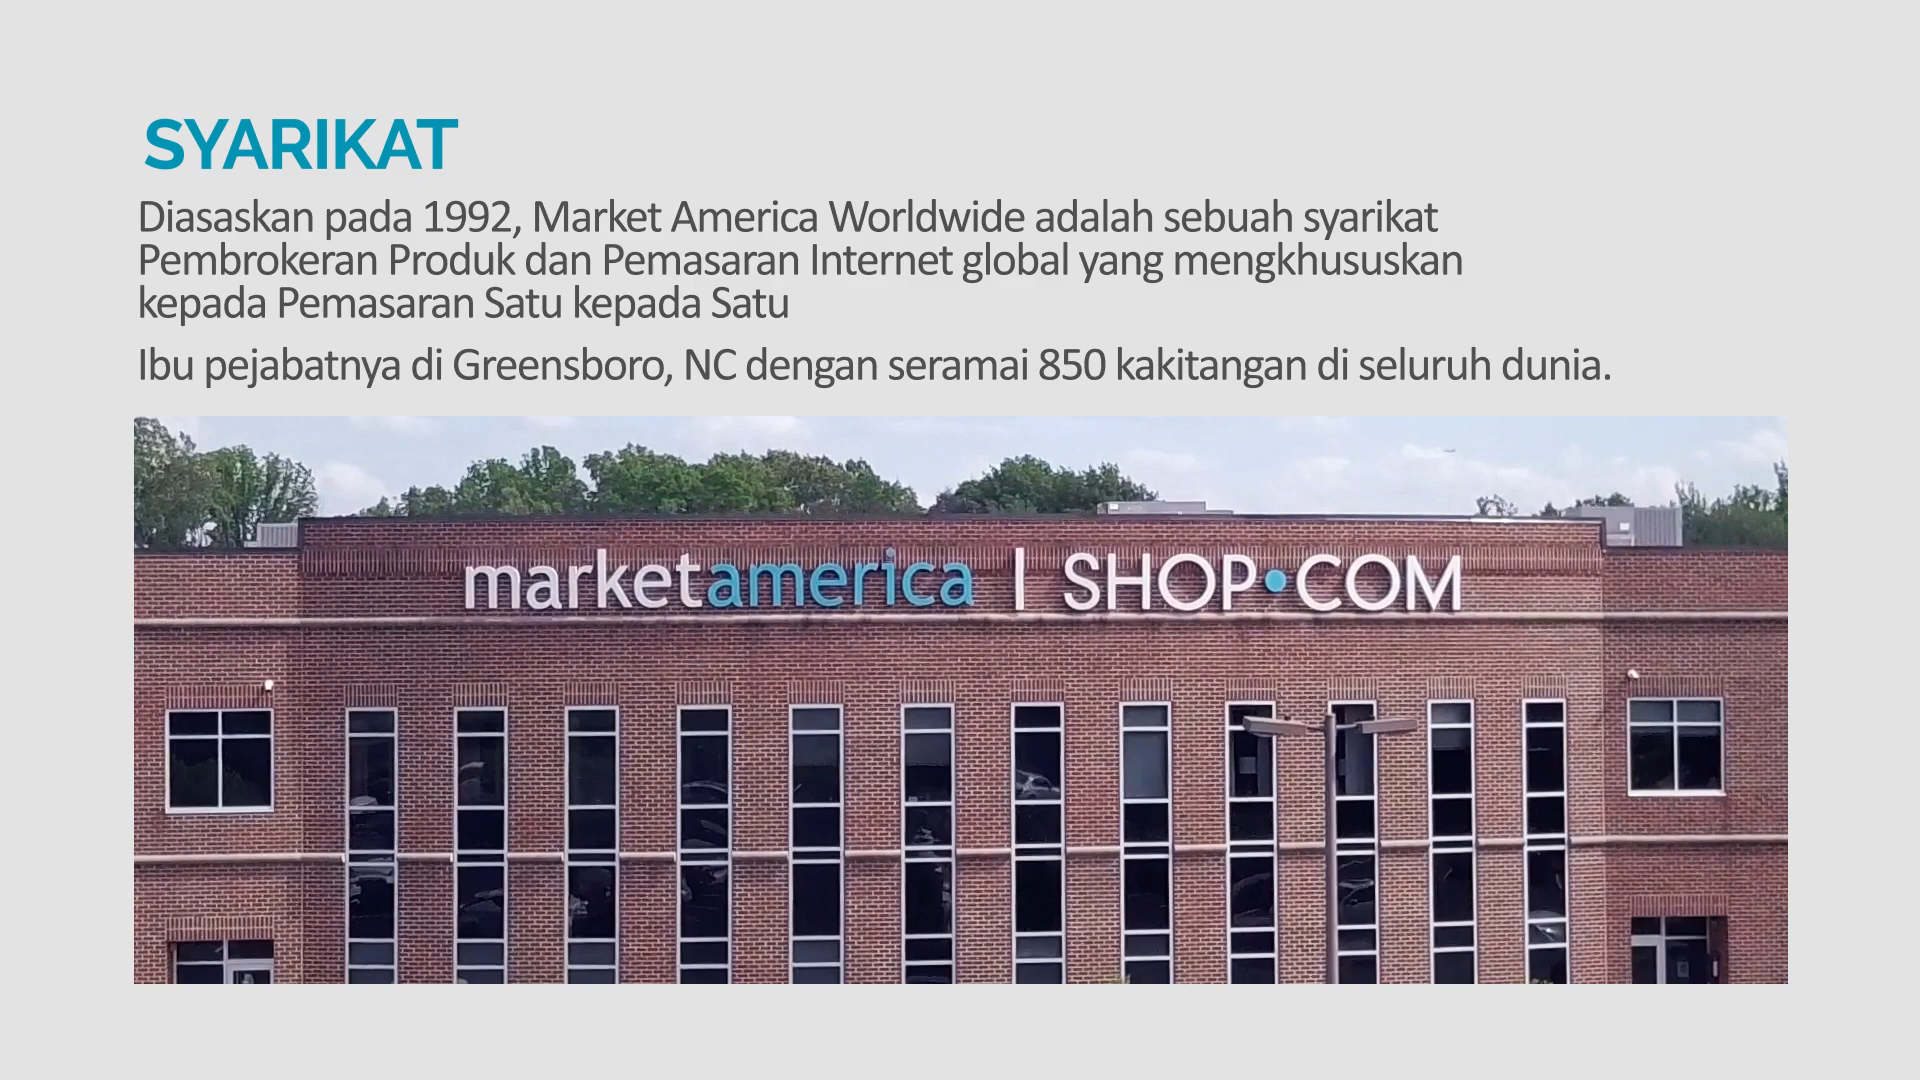 SYARIKAT
Diasaskan pada 1992, Market America Worldwide adalah sebuah syarikat
Pembrokeran Produk dan Pemasaran Internet global yang mengkhususkan
kepada Pemasaran Satu kepada Satu
Ibu pejabatnya di Greensboro, NC dengan seramai 850 kakitangan di seluruh dunia.
marketamerica | SHOP•COM